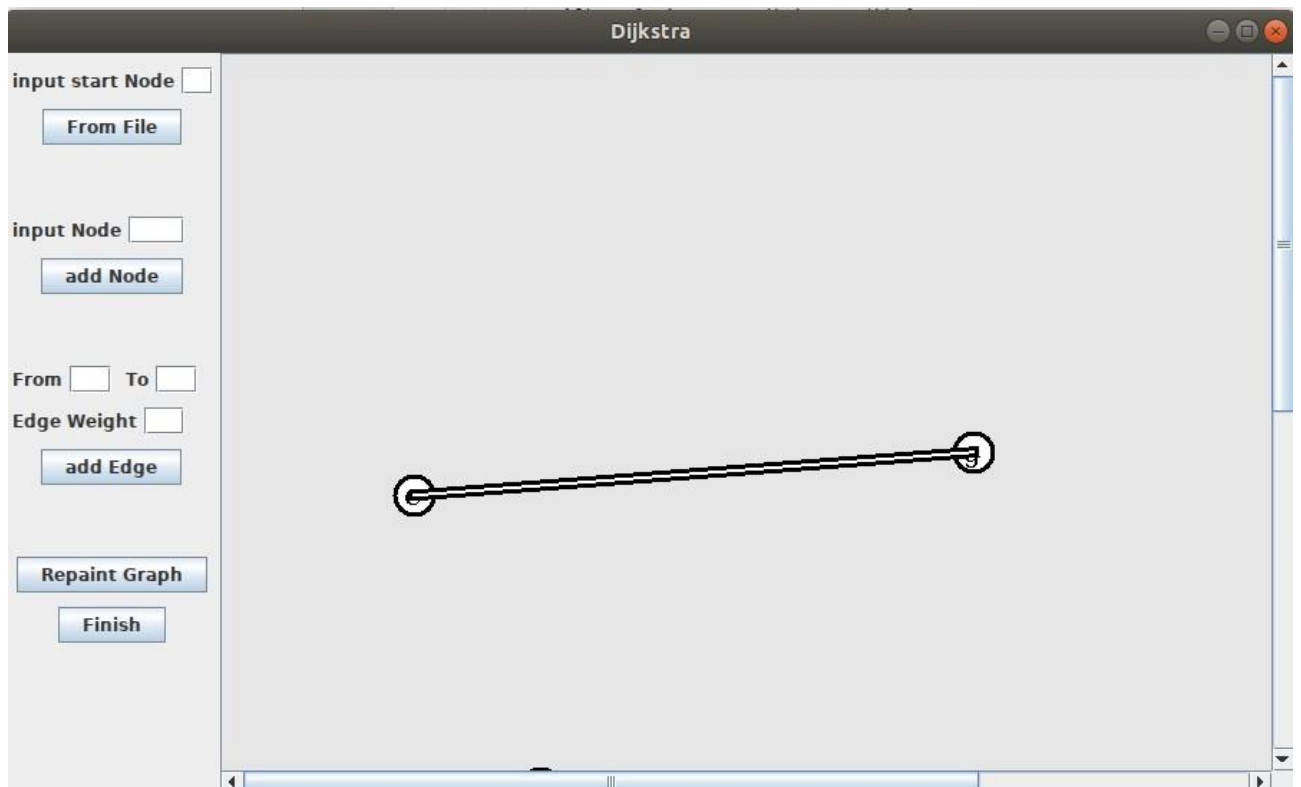 Dijkstra
input start Node
From File
input Node
add Node
From To
Edge Weight
add Edge
Repaint Graph
Finish